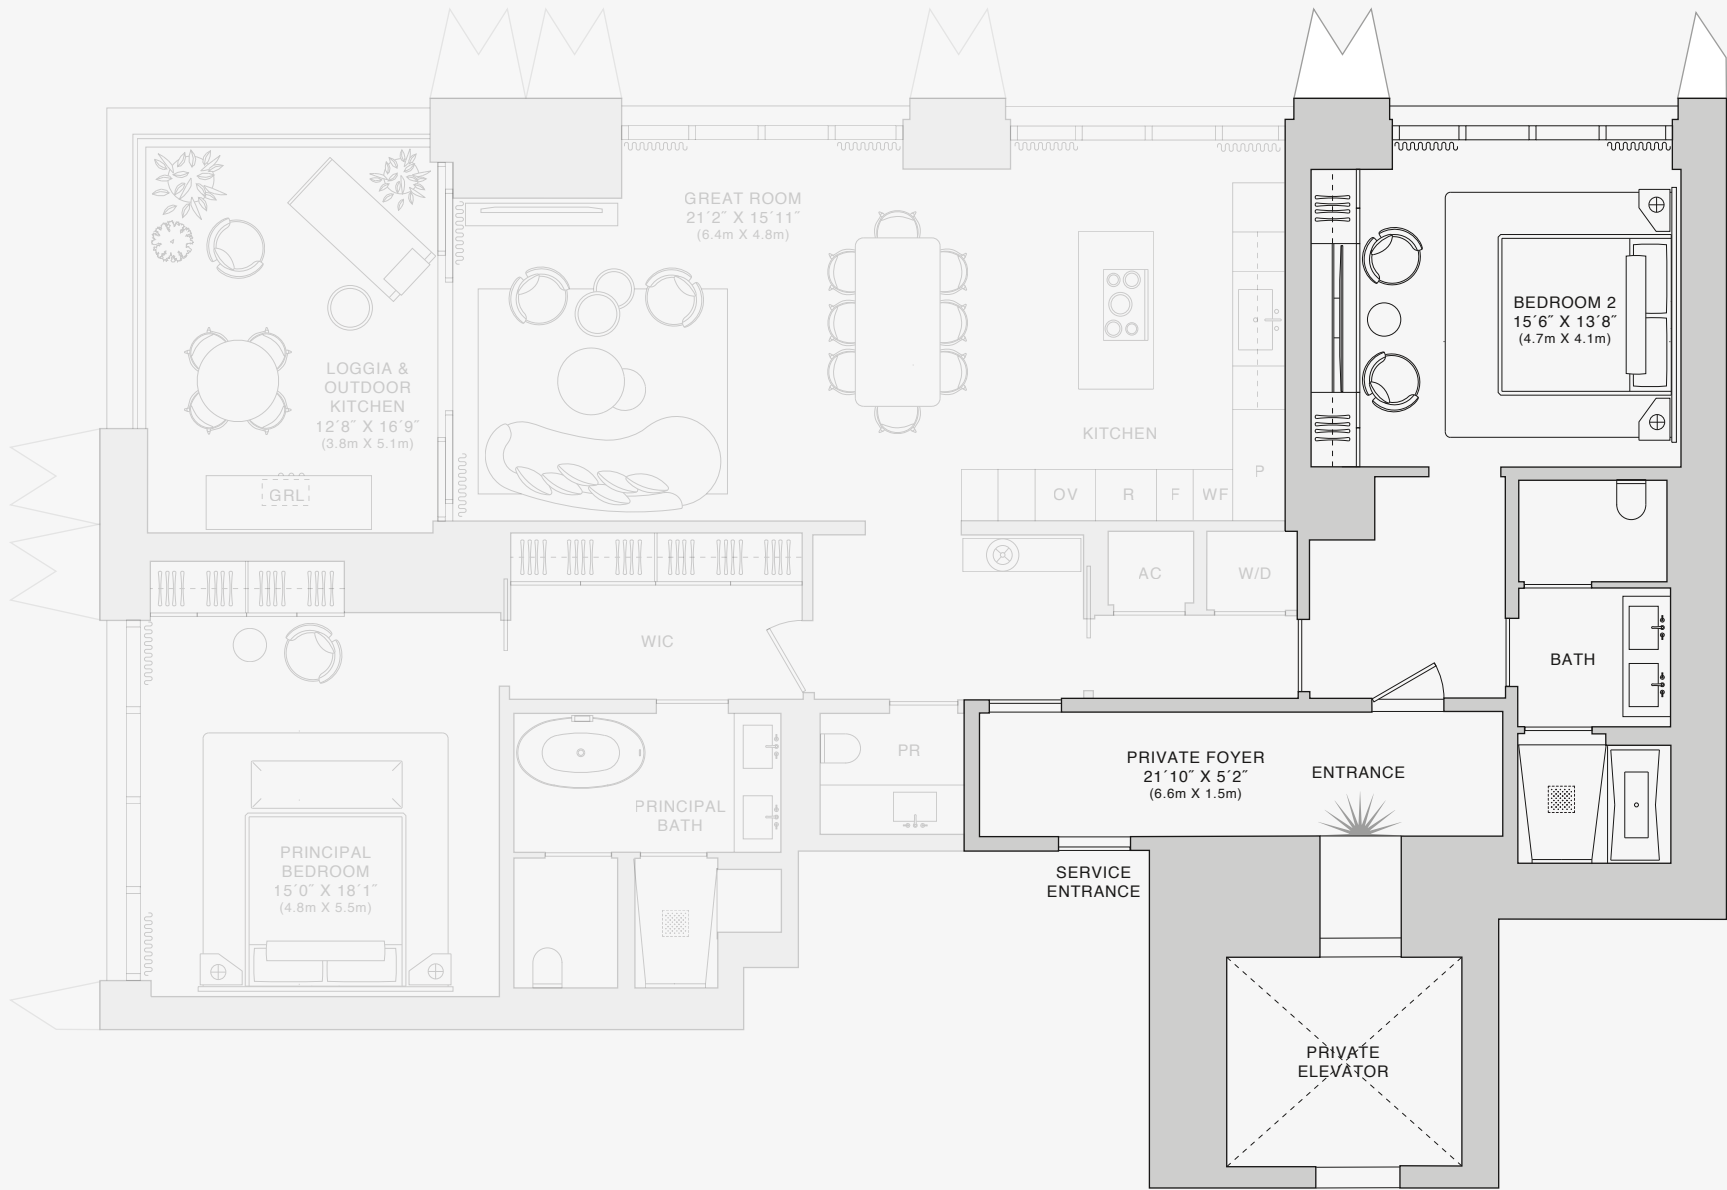 GREAT ROOM
21´2˝ X 15´11˝
(6.4m X 4.8m)
LOGGIA &
OUTDOOR
KITCHEN
12´8˝ X 16´9˝
(3.8m X 5.1m)
GRL
KITCHEN
OV
R
F
WF
P
BEDROOM 2
15´6˝ X 13´8˝
(4.7m X 4.1m)
AC
W/D
WIC
BATH
PR
PRIVATE FOYER
21´10˝ X 5´2˝
(6.6m X 1.5m)
ENTRANCE
PRINCIPAL
BATH
PRINCIPAL
BEDROOM
15´0˝ X 18´1˝
(4.8m X 5.5m)
SERVICE
ENTRANCE
PRIVATE
ELEVATOR